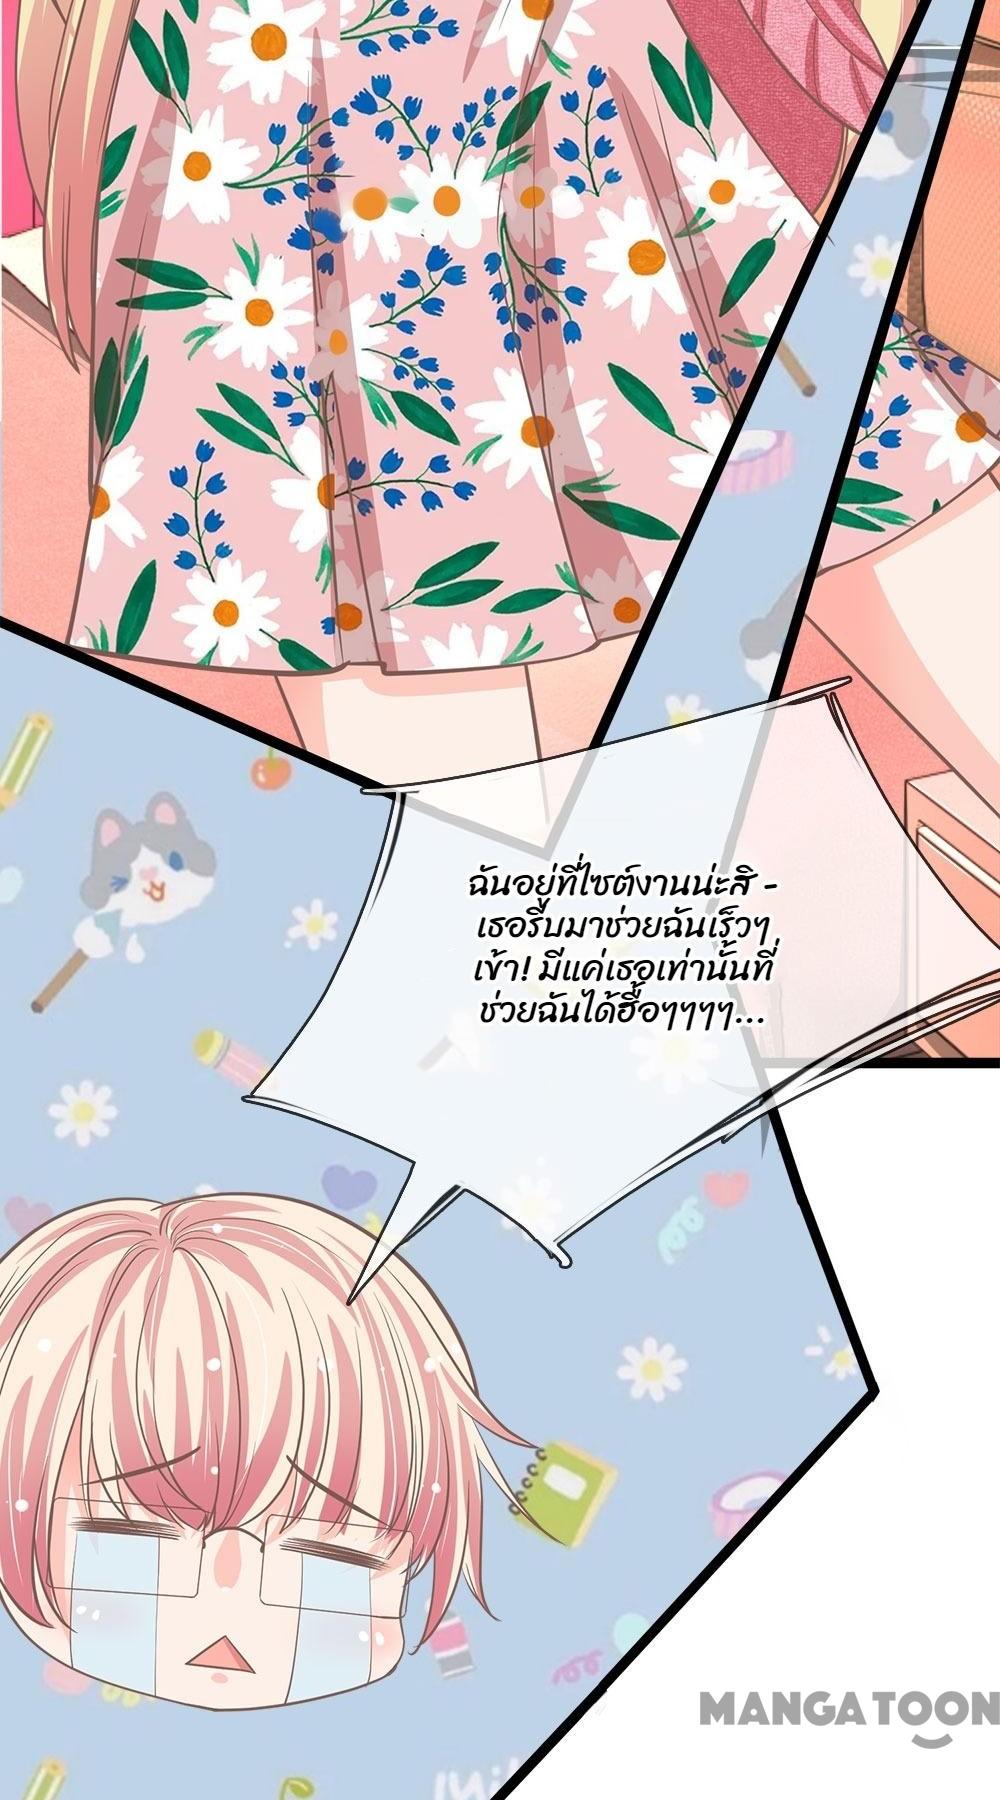 ฉันอยู่ที่ไซต์งานน่ะสิ -
เธอรีบมาช่วยฉันเร็วๆ
เข้า! มีแค่เธอเท่านั้นที่
ช่วยฉันได้ฮื้อๆๆๆๆ...
MANGATOON